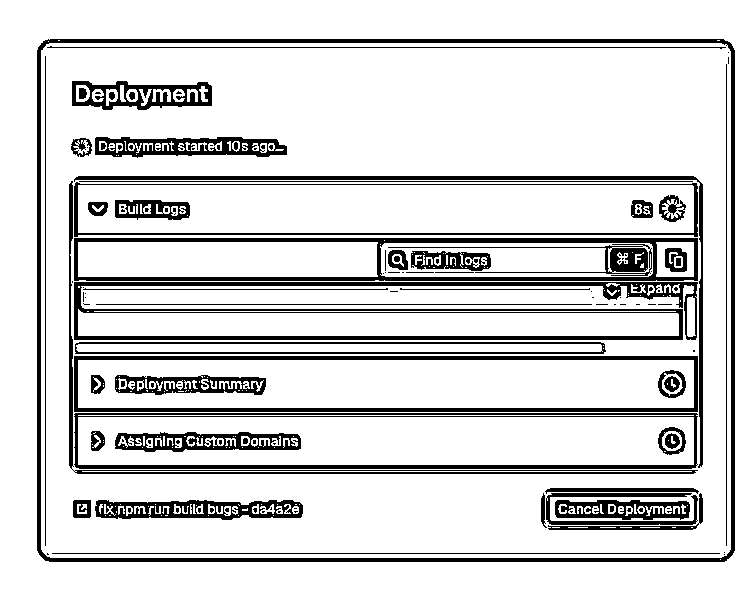 Deployment
Deployment started 10s ago...
Build Logs 8s
Find in logs ⌘ F
Expand
Deployment Summary
Assigning Custom Domains
fix npm run build bugs - da4a2e
Cancel Deployment